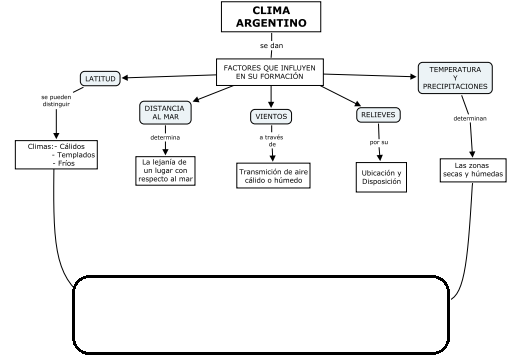 CLIMA
ARGENTINO
se dan
FACTORES QUE INFLUYEN
EN SU FORMACIÓN
LATITUD
TEMPERATURA
Y
PRECIPITACIONES
se pueden
distinguir
DISTANCIA
AL MAR
VIENTOS
RELIEVES
determinan
determina
a través
de
por su
Climas:- Cálidos
- Templados
- Fríos
La lejanía de
un lugar con
respecto al mar
Transmición de aire
cálido o húmedo
Ubicación y
Disposición
Las zonas
secas y húmedas